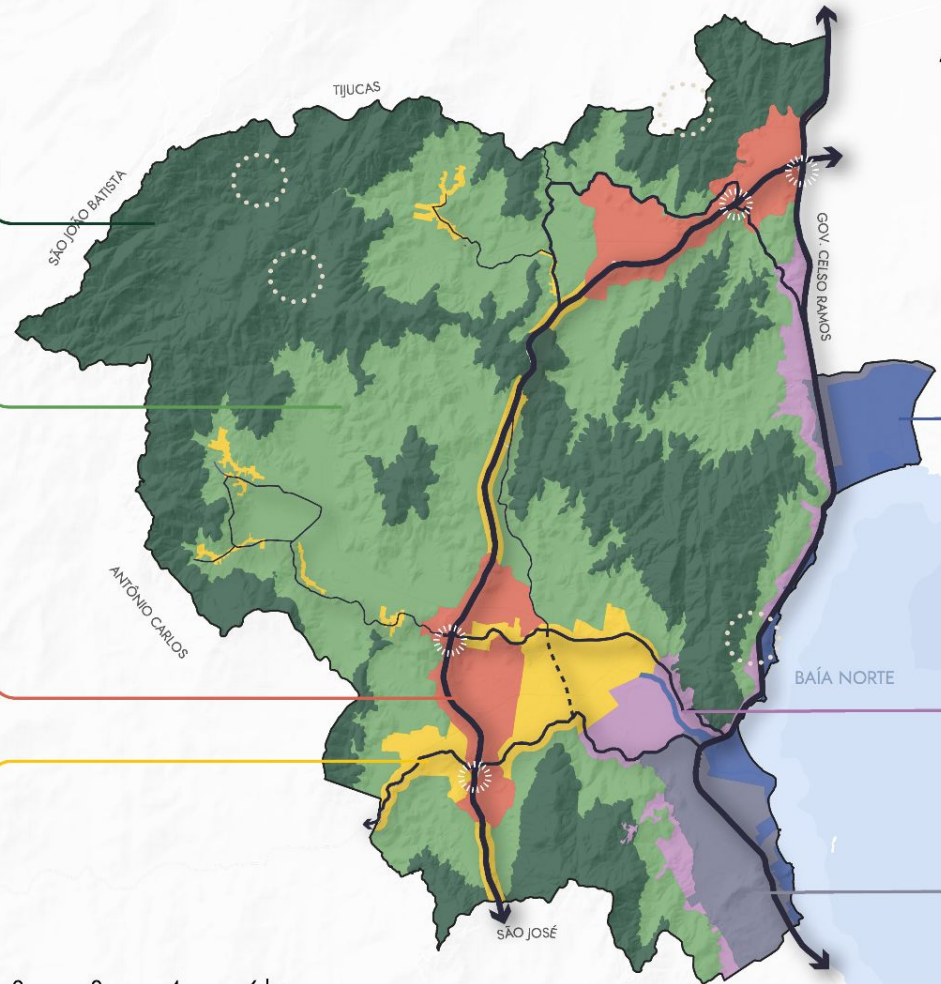 TIJUCAS
SÃO JOÃO BATISTA
GOV. CELSO RAMOS
ANTÔNIO CARLOS
BAÍA NORTE
SÃO JOSÉ